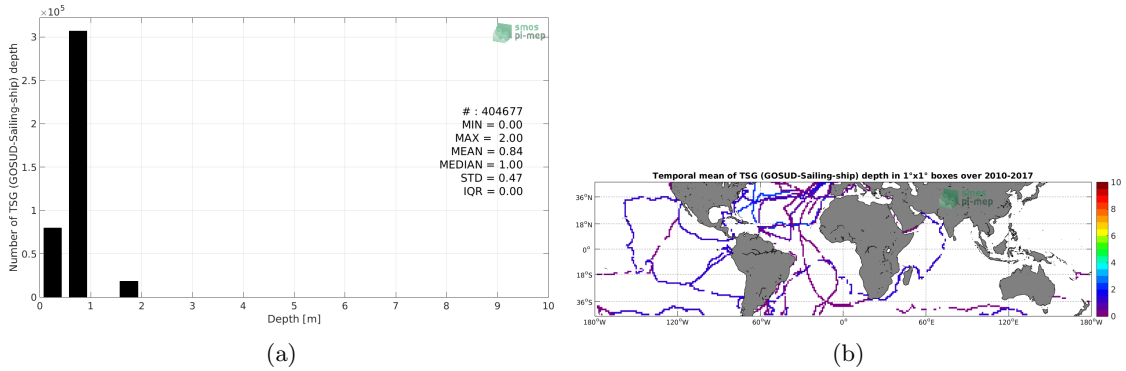 ×10⁵
3
2.5
2
1.5
1
0.5
0
Number of TSG (GOSUD-Sailing-ship) depth
smos
pi-mep
# : 404677
MIN = 0.00
MAX = 2.00
MEAN = 0.84
MEDIAN = 1.00
STD = 0.47
IQR = 0.00
0 1 2 3 4 5 6 7 8 9 10
Depth [m]
(a)
Temporal mean of TSG (GOSUD-Sailing-ship) depth in 1°x1° boxes over 2010-2017
smos
pi-mep
36°N
18°N
0°
18°S
36°S
180°W 120°W 60°W 0° 60°E 120°E 180°W
10
8
6
4
2
0
(b)